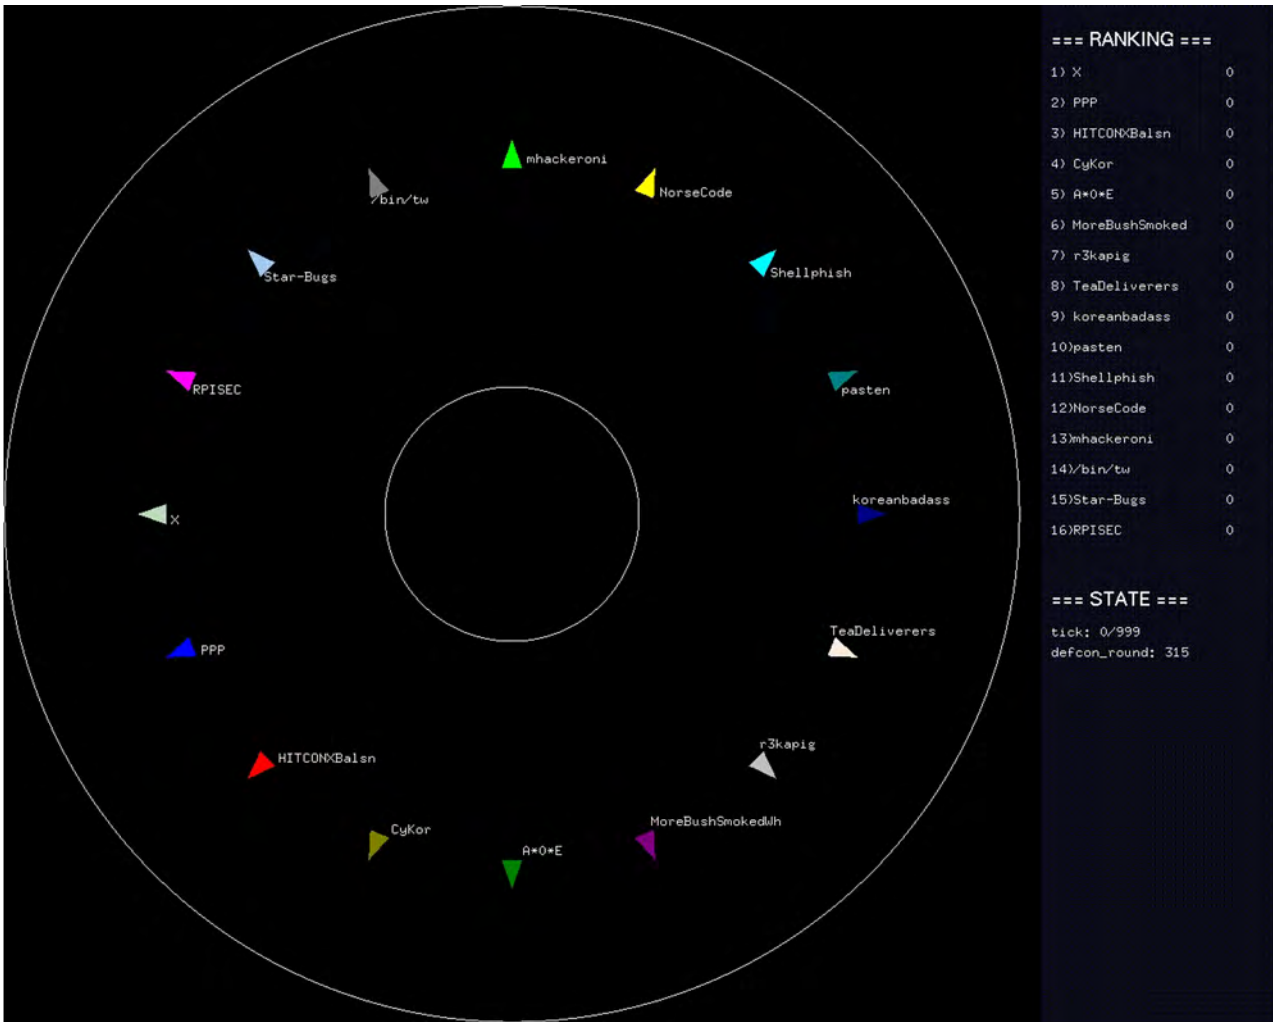 === RANKING ===
1) X 0
2) PPP 0
3) HITCONXBalsn 0
4) CyKor 0
5) A*0*E 0
6) MoreBushSmoked 0
7) r3kapig 0
8) TeaDeliverers 0
9) koreanbadass 0
10)pasten 0
11)Shellphish 0
12)NorseCode 0
13)mhackeroni 0
14)/bin/tw 0
15)Star-Bugs 0
16)RPISEC 0
=== STATE ===
tick: 0/999
defcon_round: 315
mhackeroni
NorseCode
/bin/tw
Shellphish
Star-Bugs
pasten
RPISEC
koreanbadass
X
TeaDeliverers
PPP
r3kapig
HITCONXBalsn
MoreBushSmokedWh
CyKor
A*0*E